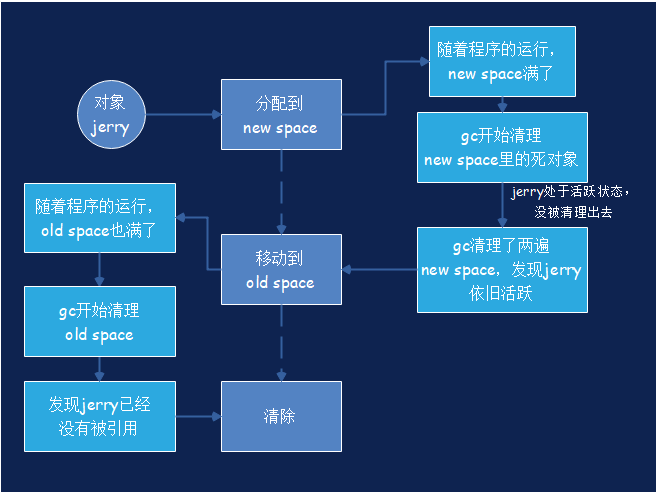 对象
jerry
分配到
new space
随着程序的运行，
new space满了
gc开始清理
new space里的死对象
jerry处于活跃状态，
没被清理出去
gc清理了两遍
new space，发现jerry
依旧活跃
移动到
old space
随着程序的运行，
old space也满了
gc开始清理
old space
发现jerry已经
没有被引用
清除